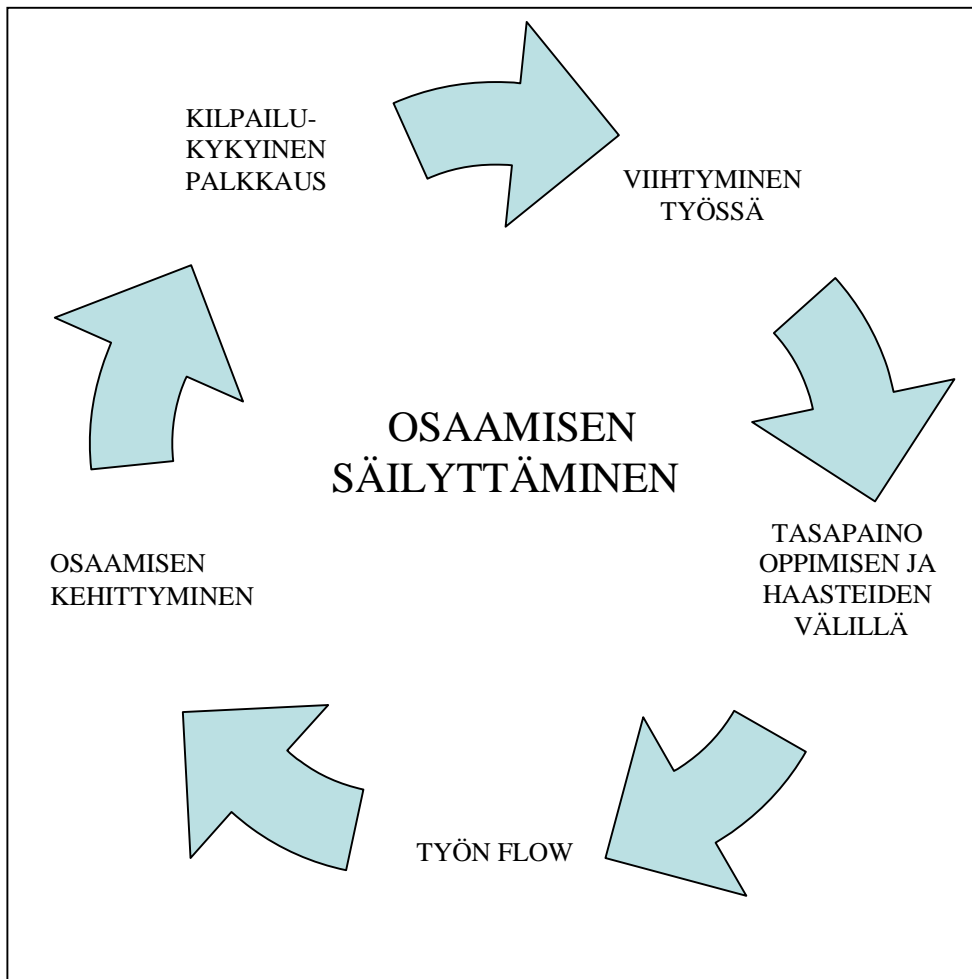 KILPAILU-
KYKYINEN
PALKKAUS
VIIHTYMINEN
TYÖSSÄ
OSAAMISEN
SÄILYTTÄMINEN
TASAPAINO
OPPIMISEN JA
HAASTEIDEN
VÄLILLÄ
OSAAMISEN
KEHITTYMINEN
TYÖN FLOW